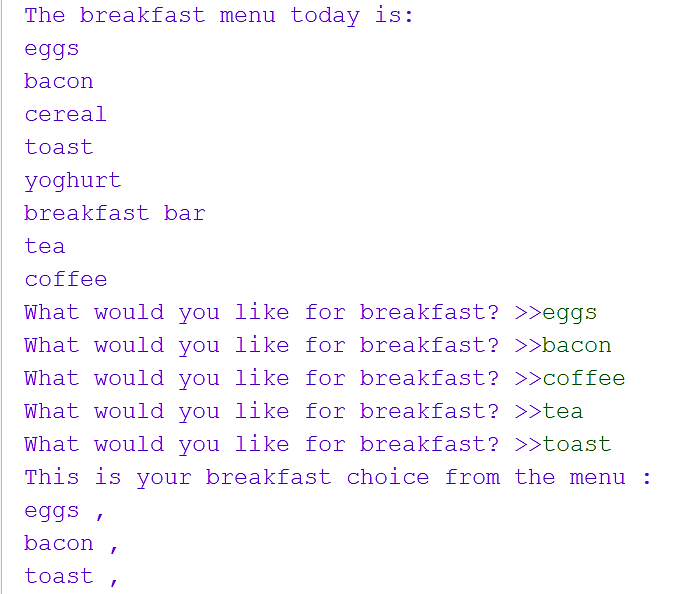 The breakfast menu today is:
eggs
bacon
cereal
toast
yoghurt
breakfast bar
tea
coffee
What would you like for breakfast? >>eggs
What would you like for breakfast? >>bacon
What would you like for breakfast? >>coffee
What would you like for breakfast? >>tea
What would you like for breakfast? >>toast
This is your breakfast choice from the menu :
eggs ,
bacon ,
toast ,